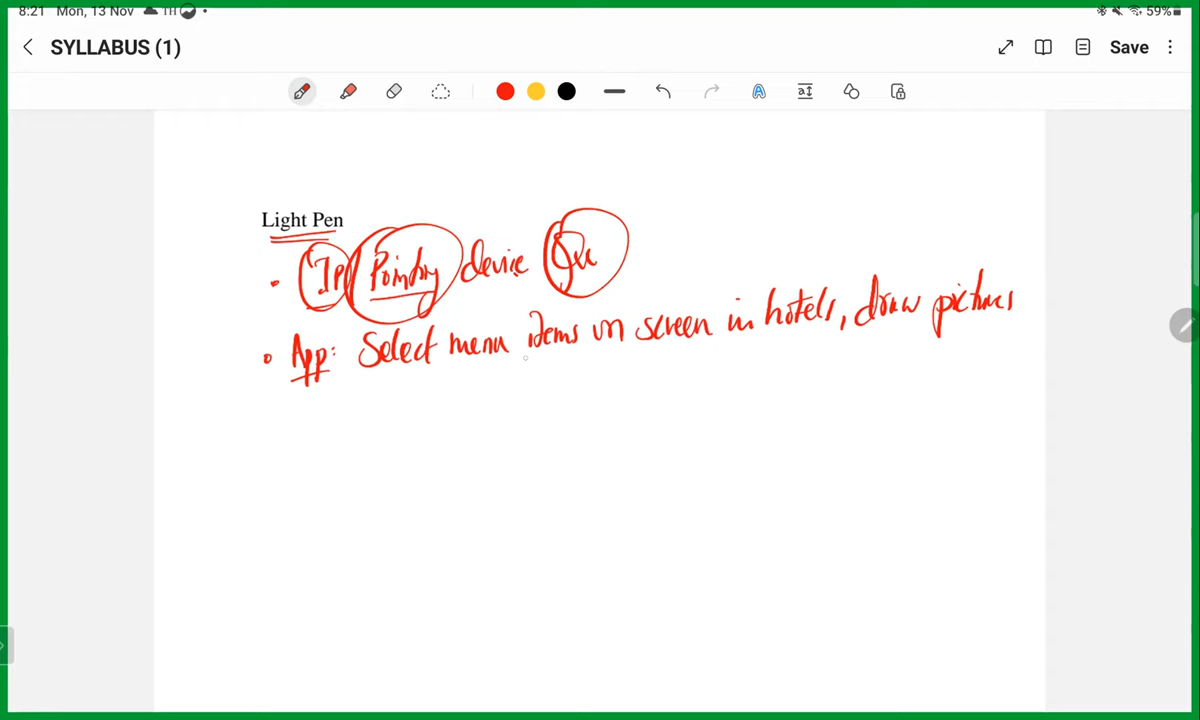 8:21 Mon, 13 Nov TH 59%
SYLLABUS (1)
Save
Light Pen
• IP Pointing device
• App: Select menu items on screen in hotels, draw pictures